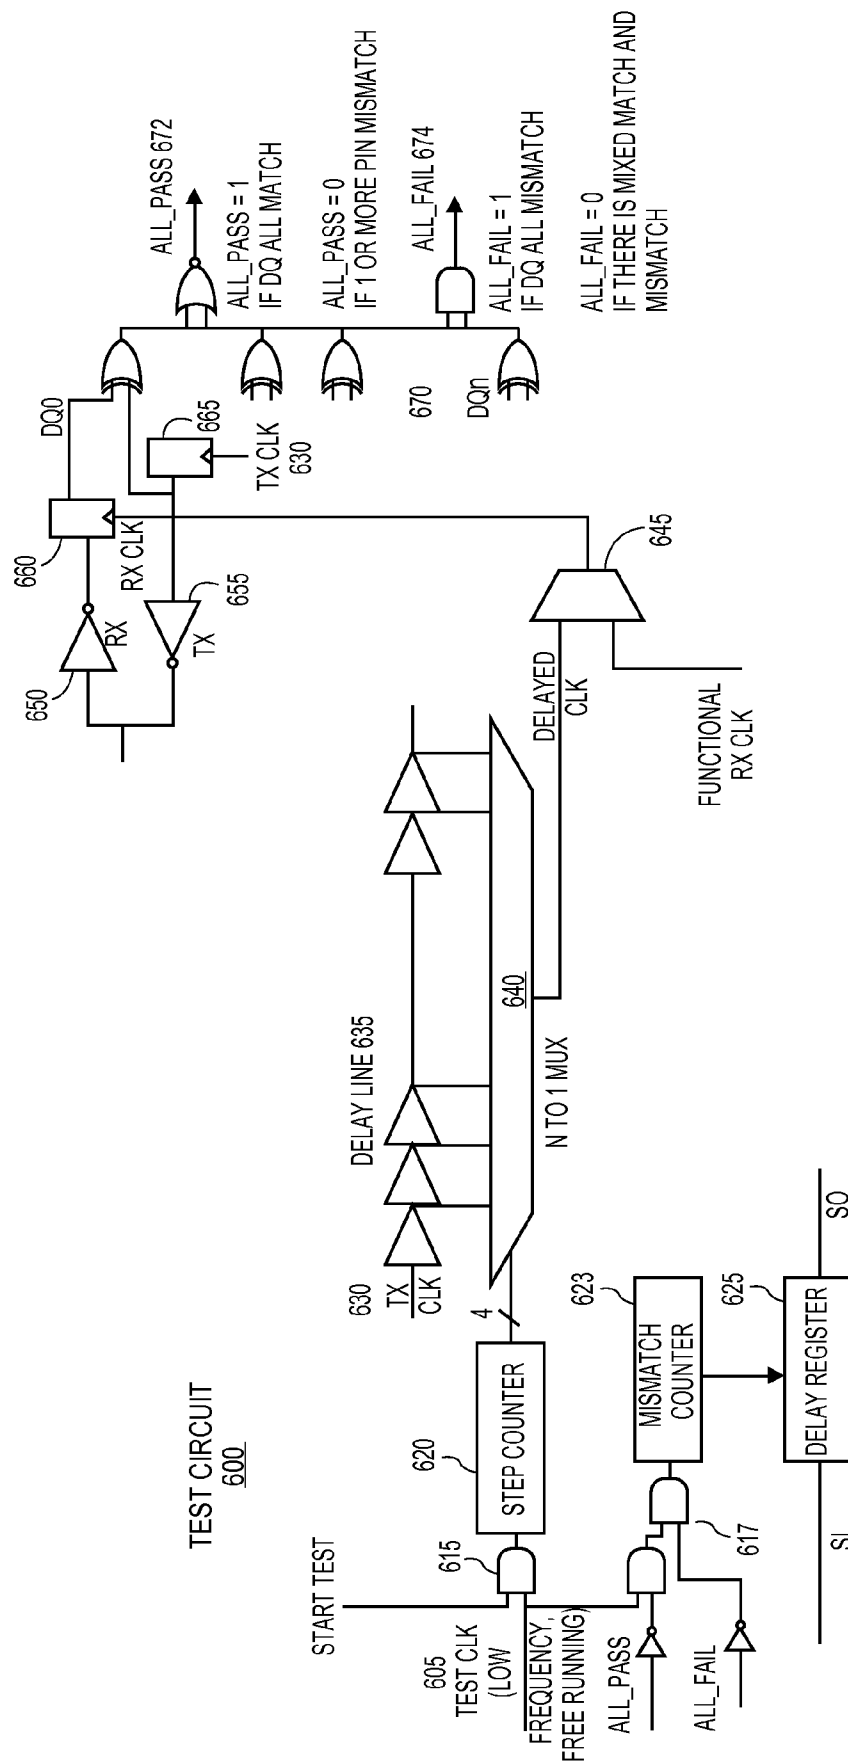 TEST CIRCUIT
600
START TEST
605
TEST CLK
(LOW
FREQUENCY,
FREE RUNNING)
615
620
STEP COUNTER
4
ALL_PASS
ALL_FAIL
617
623
MISMATCH
COUNTER
625
DELAY REGISTER
SI
SO
630
TX
CLK
DELAY LINE 635
640
N TO 1 MUX
DELAYED
CLK
FUNCTIONAL
RX CLK
645
650
RX
655
TX
660
RX CLK
665
TX CLK
630
DQ0
670
DQn
ALL_PASS 672
ALL_PASS = 1
IF DQ ALL MATCH
ALL_PASS = 0
IF 1 OR MORE PIN MISMATCH
ALL_FAIL 674
ALL_FAIL = 1
IF DQ ALL MISMATCH
ALL_FAIL = 0
IF THERE IS MIXED MATCH AND
MISMATCH